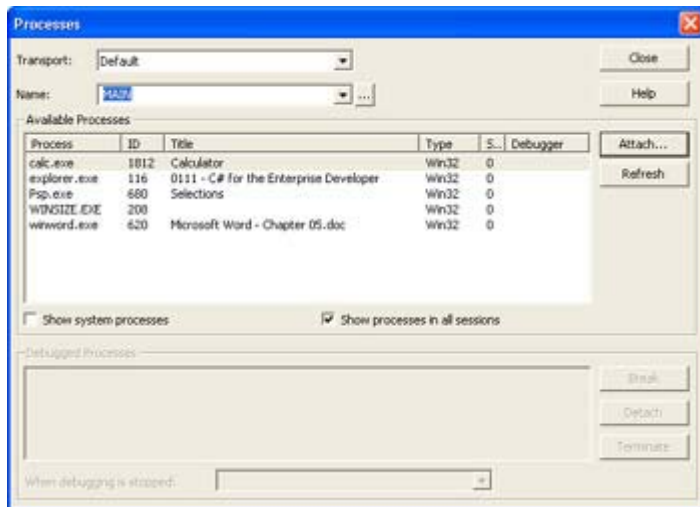 Processes
Transport: Default Close
Name: MAIN ... Help
Available Processes
Process ID Title Type S... Debugger Attach...
calc.exe 1812 Calculator Win32 0
explorer.exe 116 0111 - C# for the Enterprise Developer Win32 0 Refresh
Psp.exe 680 Selections Win32 0
WINSIZE.EXE 208 Win32 0
winword.exe 620 Microsoft Word - Chapter 05.doc Win32 0
Show system processes Show processes in all sessions
Debugged Processes
Break
Detach
Terminate
When debugging is stopped: